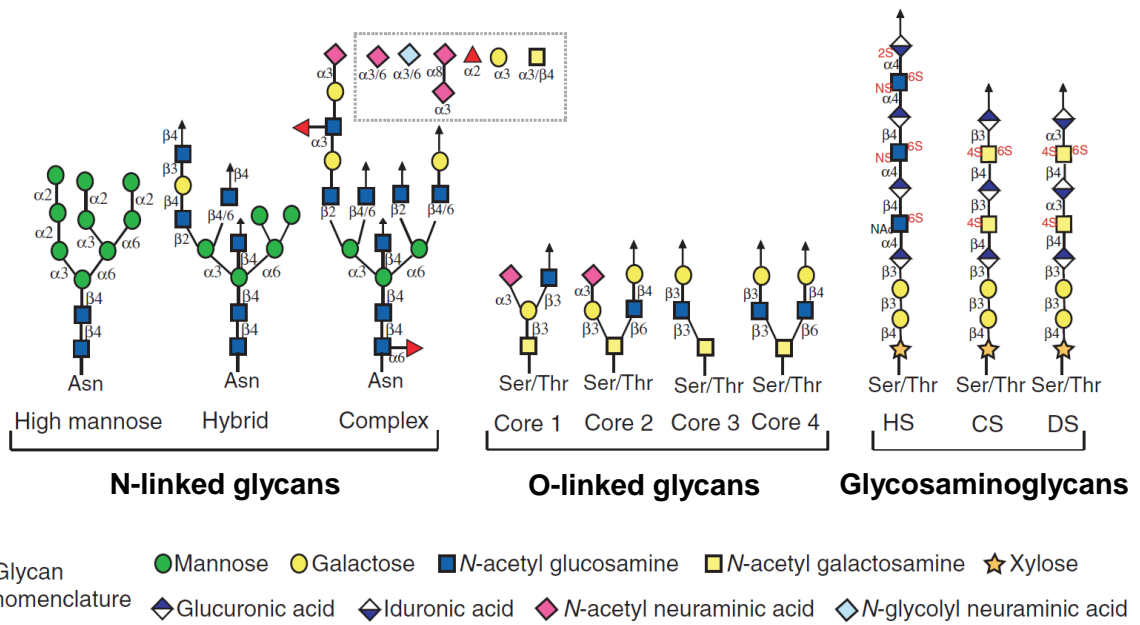 α3/6 α3/6 α8 α2 α3 α3/β4
α3
High mannose
α2 α2 α2
α2 α3 α6
α3 α6
β4
β4
Asn
Hybrid
β4
β3 β4
β4
β2 β4/6
α3 β4 α6
β4
β4
Asn
Complex
α3
α3
β2 β4/6 β2 β4/6
α3 β4 α6
β4
β4
α6
Asn
N-linked glycans
α3 β3
β3
Ser/Thr
Core 1
α3 β4
β3 β6
Ser/Thr
Core 2
β3
Ser/Thr
Core 3
β3 β4
β3 β6
Ser/Thr
Core 4
O-linked glycans
2S
α4
NS 6S
α4
β4
NS 6S
α4
β4
6S
NAc
α4
β3
β3
β4
Ser/Thr
HS
β3
4S 6S
β4
β3
4S
β4
β3
β3
β4
Ser/Thr
CS
α3
4S 6S
β4
α3
4S
β4
β3
β3
β4
Ser/Thr
DS
Glycosaminoglycans
Glycan
nomenclature
Mannose Galactose N-acetyl glucosamine N-acetyl galactosamine Xylose
Glucuronic acid Iduronic acid N-acetyl neuraminic acid N-glycolyl neuraminic acid